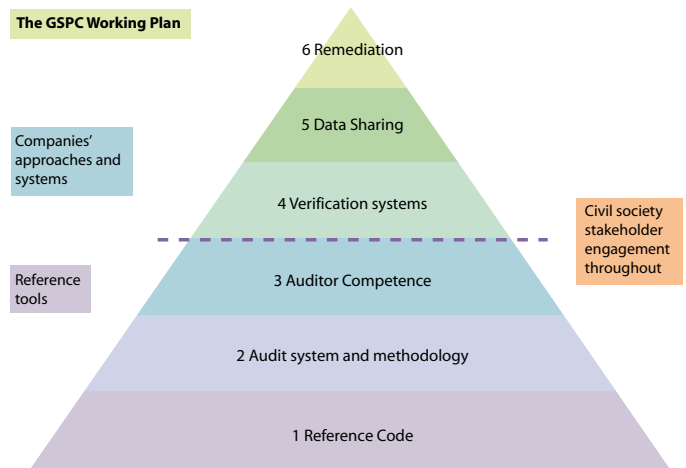 The GSPC Working Plan
6 Remediation
5 Data Sharing
Companies'
approaches and
systems
4 Verification systems
Civil society
stakeholder
engagement
throughout
Reference
tools
3 Auditor Competence
2 Audit system and methodology
1 Reference Code